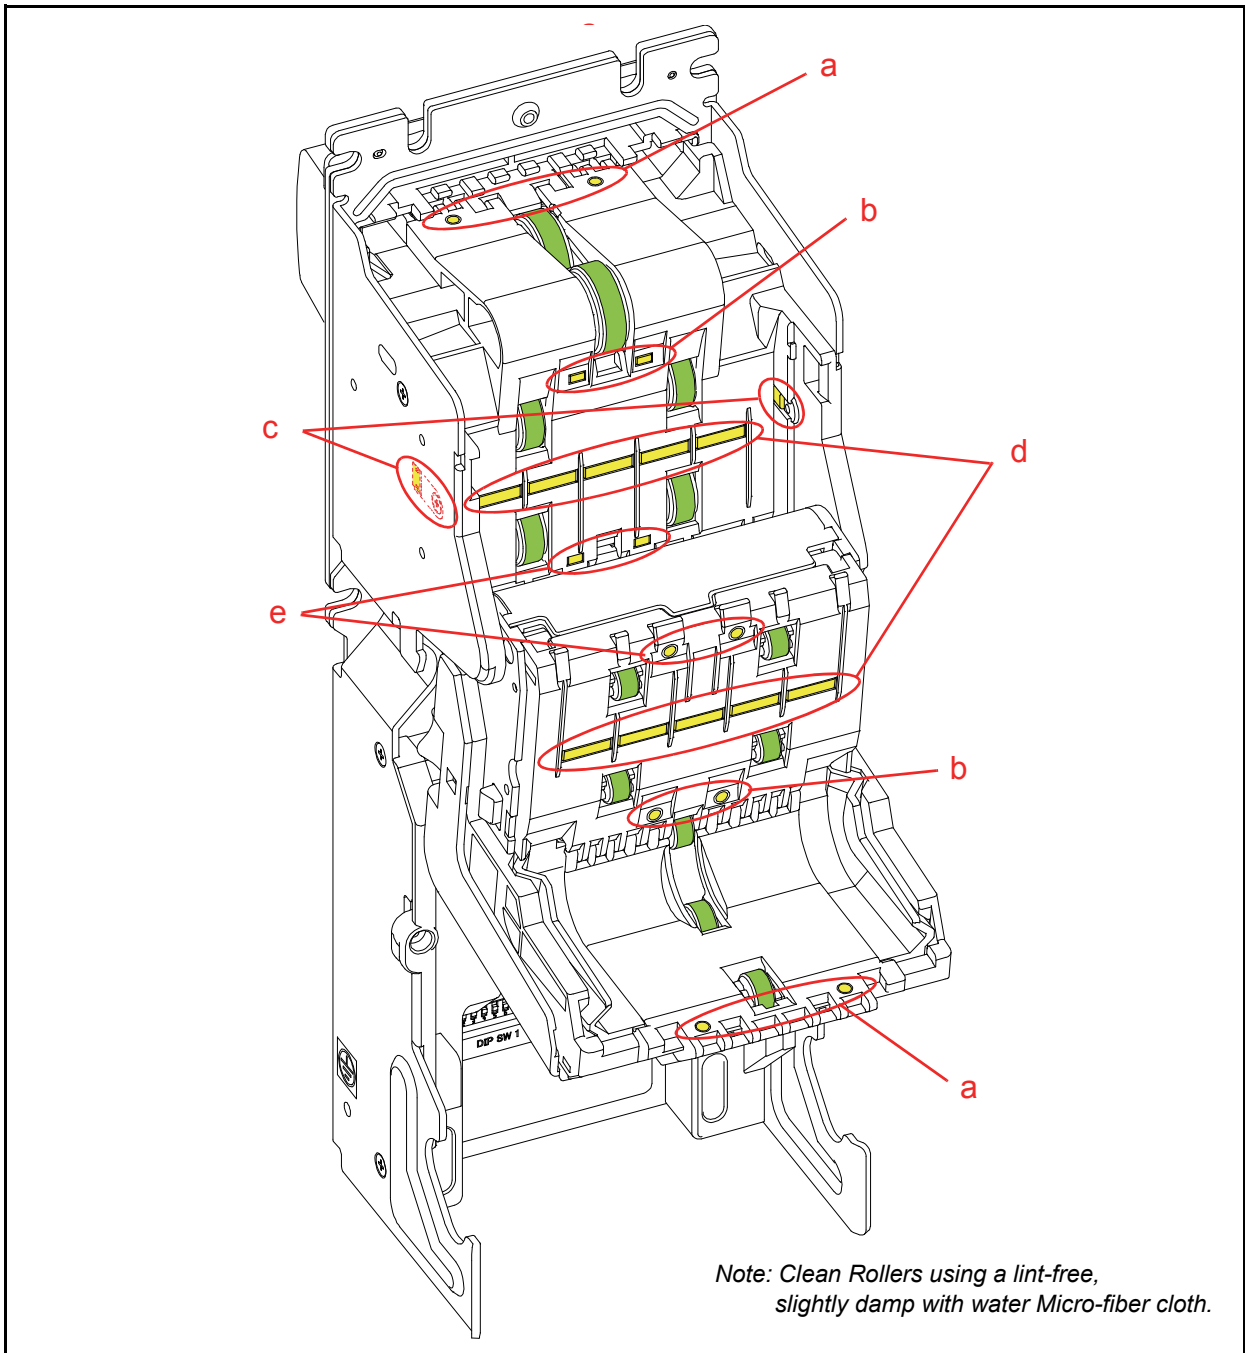 a
b
c
d
e
b
DIP SW 1
a
Note: Clean Rollers using a lint-free,
slightly damp with water Micro-fiber cloth.